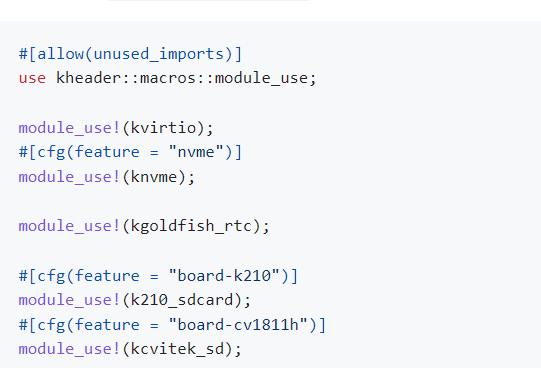 #[allow(unused_imports)]
use kheader::macros::module_use;
module_use!(kvirtio);
#[cfg(feature = "nvme")]
module_use!(knvme);
module_use!(kgoldfish_rtc);
#[cfg(feature = "board-k210")]
module_use!(k210_sdcard);
#[cfg(feature = "board-cv1811h")]
module_use!(kcvitek_sd);